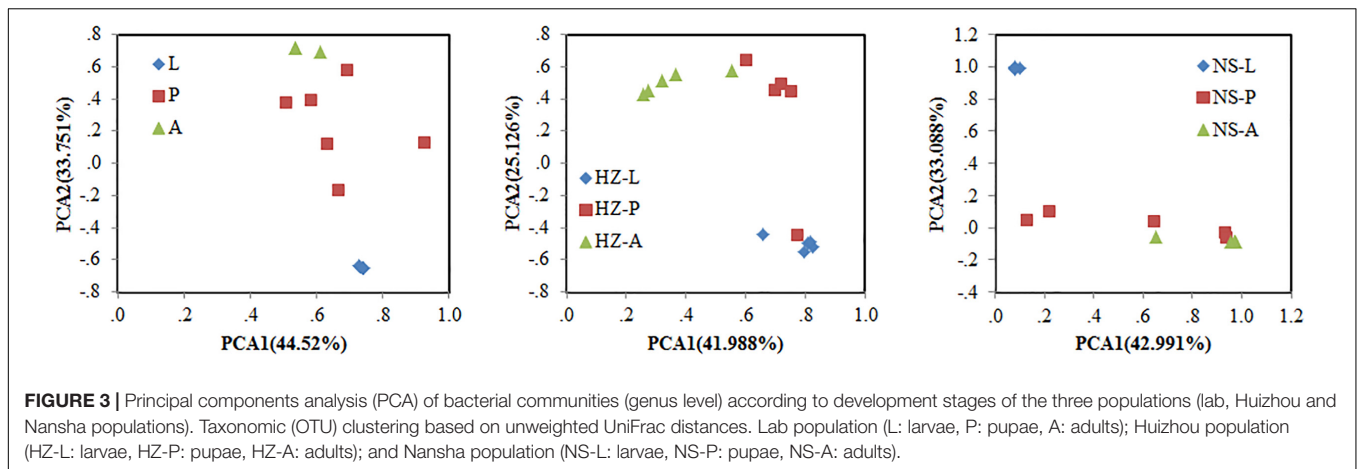 .8
.6
.4
.2
.0
-.2
-.4
-.6
-.8
PCA2(33.751%)
L
P
A
.0 .2 .4 .6 .8 1.0
PCA1(44.52%)
.8
.6
.4
.2
.0
-.2
-.4
-.6
-.8
PCA2(25.126%)
HZ-L
HZ-P
HZ-A
.0 .2 .4 .6 .8 1.0
PCA1(41.988%)
1.2
1.0
.8
.6
.4
.2
.0
-.2
-.4
PCA2(33.088%)
NS-L
NS-P
NS-A
.0 .2 .4 .6 .8 1.0 1.2
PCA1(42.991%)
FIGURE 3 | Principal components analysis (PCA) of bacterial communities (genus level) according to development stages of the three populations (lab, Huizhou and
Nansha populations). Taxonomic (OTU) clustering based on unweighted UniFrac distances. Lab population (L: larvae, P: pupae, A: adults); Huizhou population
(HZ-L: larvae, HZ-P: pupae, HZ-A: adults); and Nansha population (NS-L: larvae, NS-P: pupae, NS-A: adults).